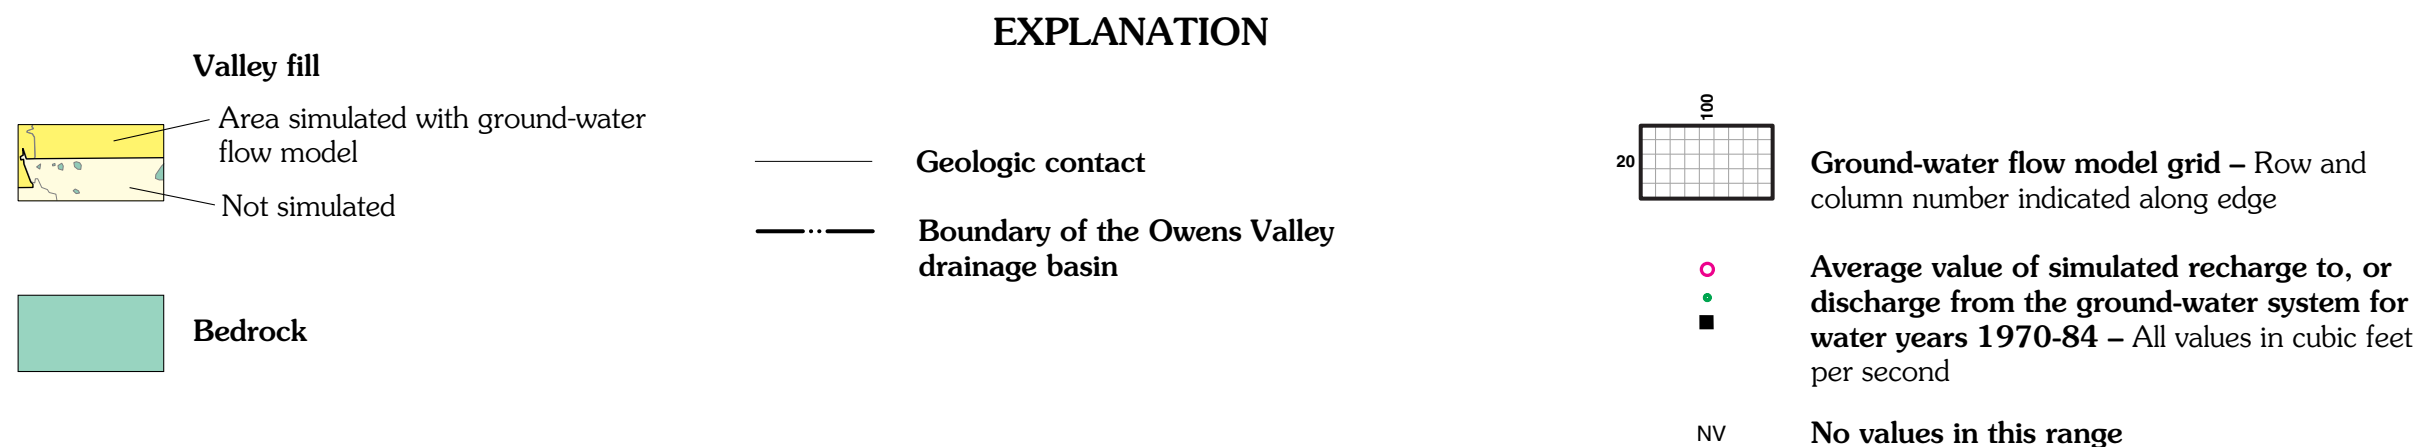 EXPLANATION
Valley fill
Area simulated with ground-water
flow model
Not simulated
Bedrock
Geologic contact
Boundary of the Owens Valley
drainage basin
100
20
Ground-water flow model grid – Row and
column number indicated along edge
Average value of simulated recharge to, or
discharge from the ground-water system for
water years 1970-84 – All values in cubic feet
per second
NV No values in this range